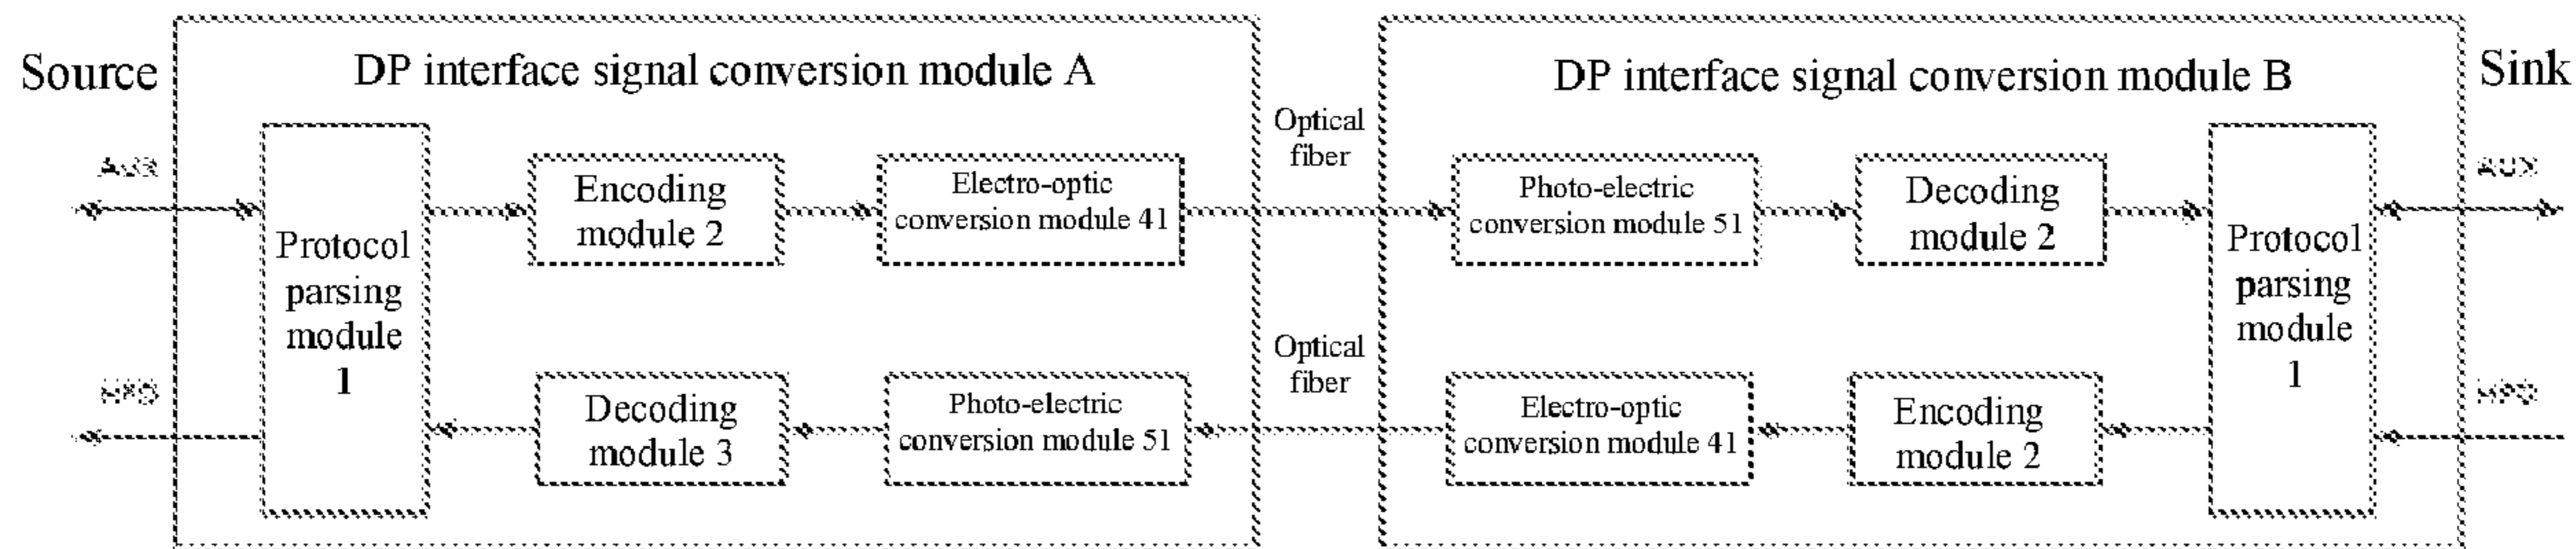 Source
DP interface signal conversion module A
DP interface signal conversion module B
Sink
Optical
fiber
AUX
Encoding
module 2
Electro-optic
conversion module 41
Photo-electric
conversion module 51
Decoding
module 2
AUX
Protocol
parsing
module
1
Protocol
parsing
module
1
Optical
fiber
HPD
Decoding
module 3
Photo-electric
conversion module 51
Electro-optic
conversion module 41
Encoding
module 2
HPD